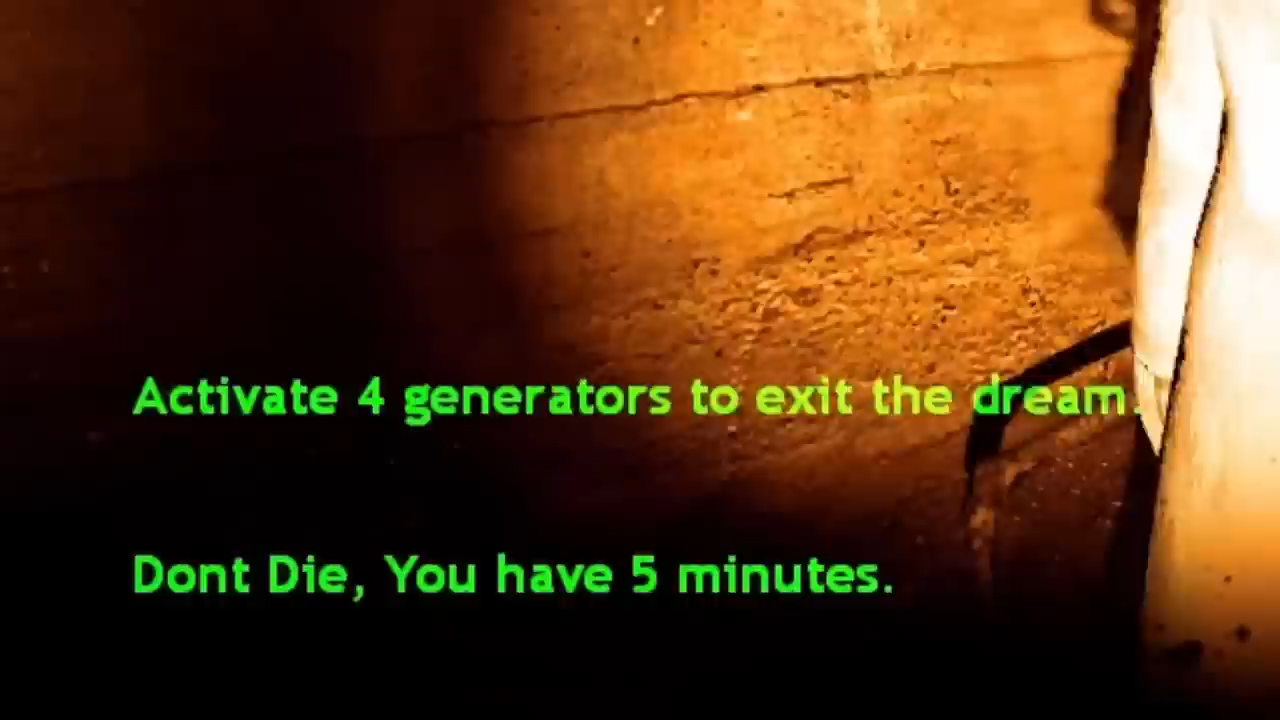 Activate 4 generators to exit the dream.
Dont Die, You have 5 minutes.